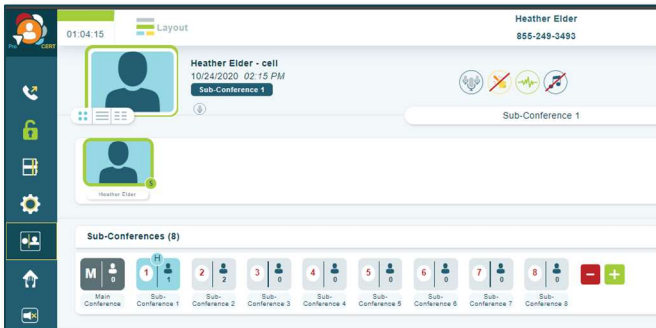 Pro
CERT
01:04:15
Layout
Heather Elder
855-249-3493
Heather Elder - cell
10/24/2020 02:15 PM
Sub-Conference 1
Sub-Conference 1
S
Heather Elder
Sub-Conferences (8)
H
M 0
1 1
2 2
3 0
4 0
5 0
6 0
7 0
8 0
Main
Conference
Sub-
Conference 1
Sub-
Conference 2
Sub-
Conference 3
Sub-
Conference 4
Sub-
Conference 5
Sub-
Conference 6
Sub-
Conference 7
Sub-
Conference 8